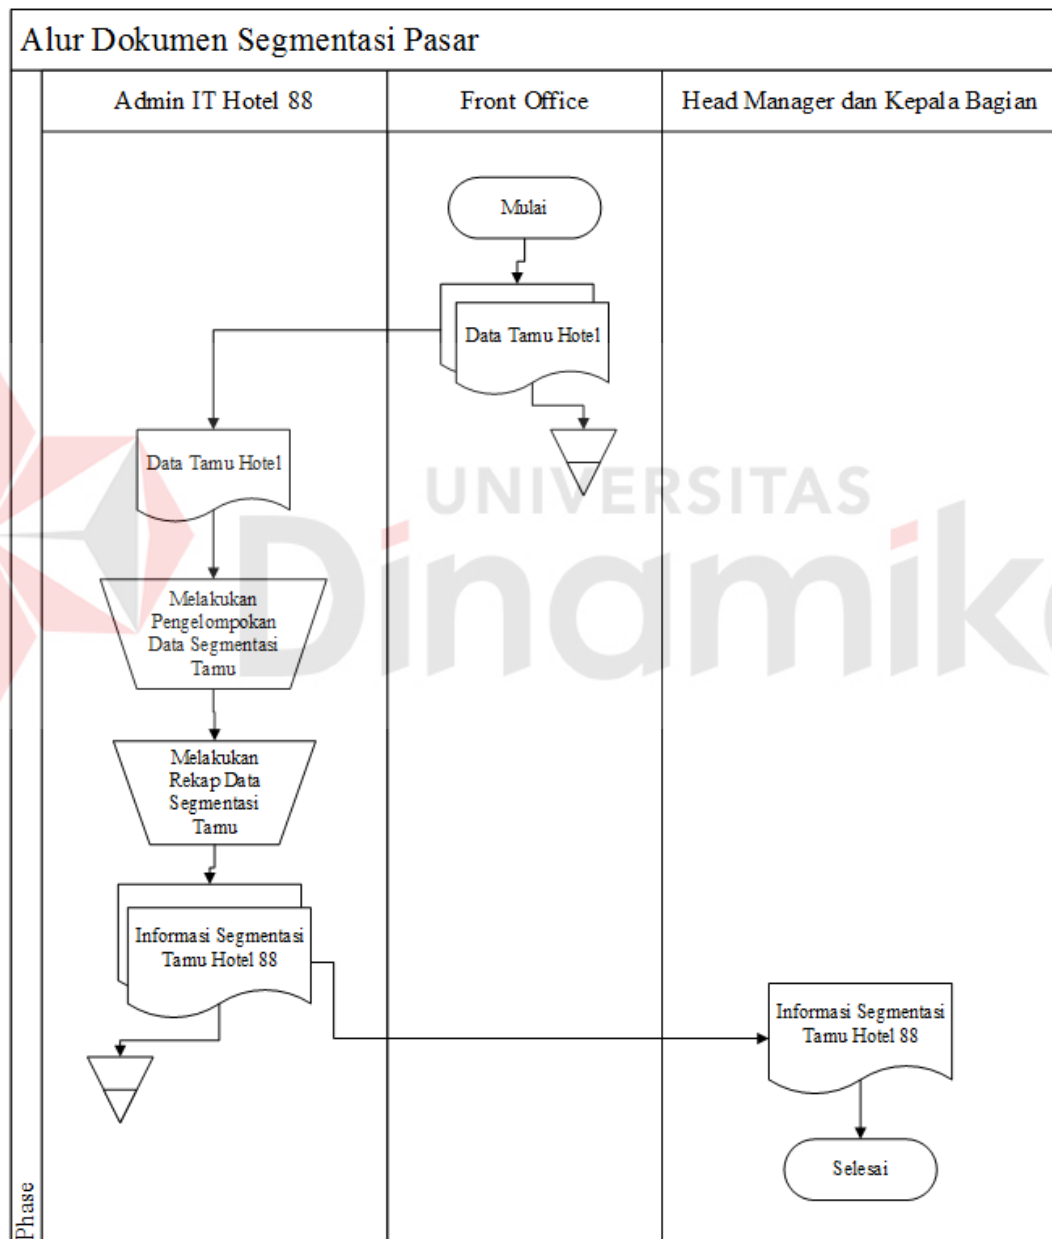 Alur Dokumen Segmentasi Pasar
Admin IT Hotel 88
Front Office
Head Manager dan Kepala Bagian
Mulai
Data Tamu Hotel
Data Tamu Hotel
UNIVERSITAS
Dinamika
Melakukan
Pengelompokan
Data Segmentasi
Tamu
Melakukan
Rekap Data
Segmentasi
Tamu
Informasi Segmentasi
Tamu Hotel 88
Informasi Segmentasi
Tamu Hotel 88
Selesai
Phase